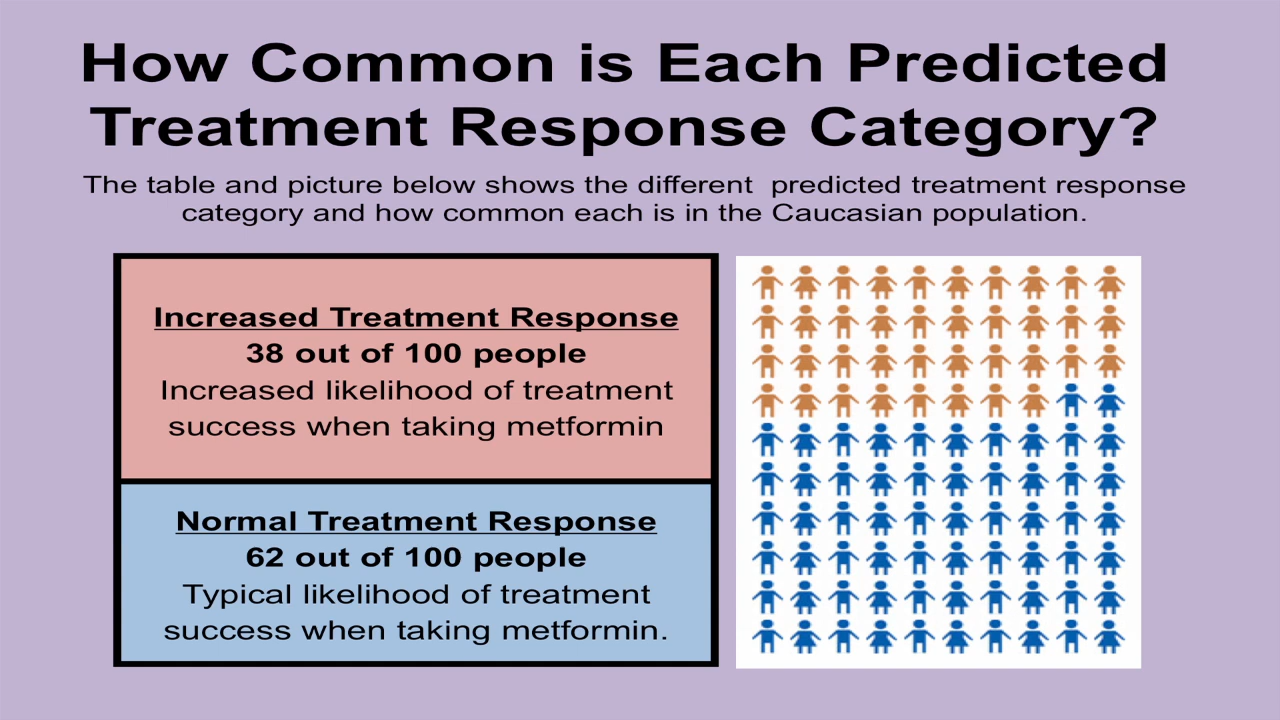 How Common is Each Predicted
Treatment Response Category?
The table and picture below shows the different  predicted treatment response
category and how common each is in the Caucasian population.
Increased Treatment Response
38 out of 100 people
Increased likelihood of treatment
success when taking metformin
Normal Treatment Response
62 out of 100 people
Typical likelihood of treatment
success when taking metformin.